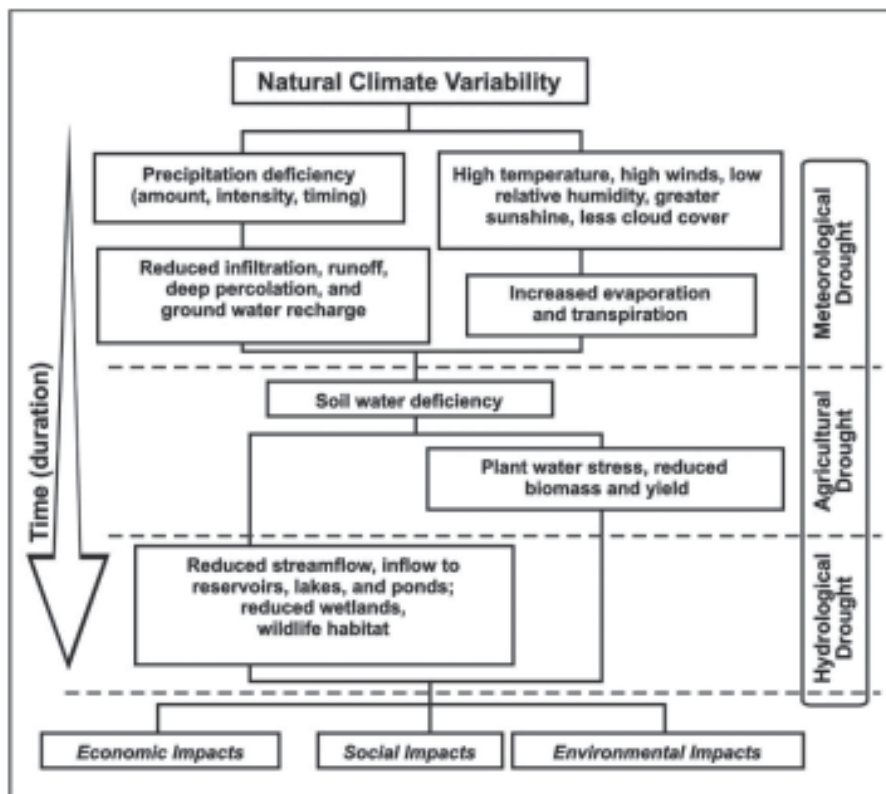 Natural Climate Variability
Precipitation deficiency
(amount, intensity, timing)
High temperature, high winds, low
relative humidity, greater
sunshine, less cloud cover
Reduced infiltration, runoff,
deep percolation, and
ground water recharge
Increased evaporation
and transpiration
Meteorological
Drought
Soil water deficiency
Plant water stress, reduced
biomass and yield
Agricultural
Drought
Time (duration)
Reduced streamflow, inflow to
reservoirs, lakes, and ponds;
reduced wetlands,
wildlife habitat
Hydrological
Drought
Economic Impacts
Social Impacts
Environmental Impacts